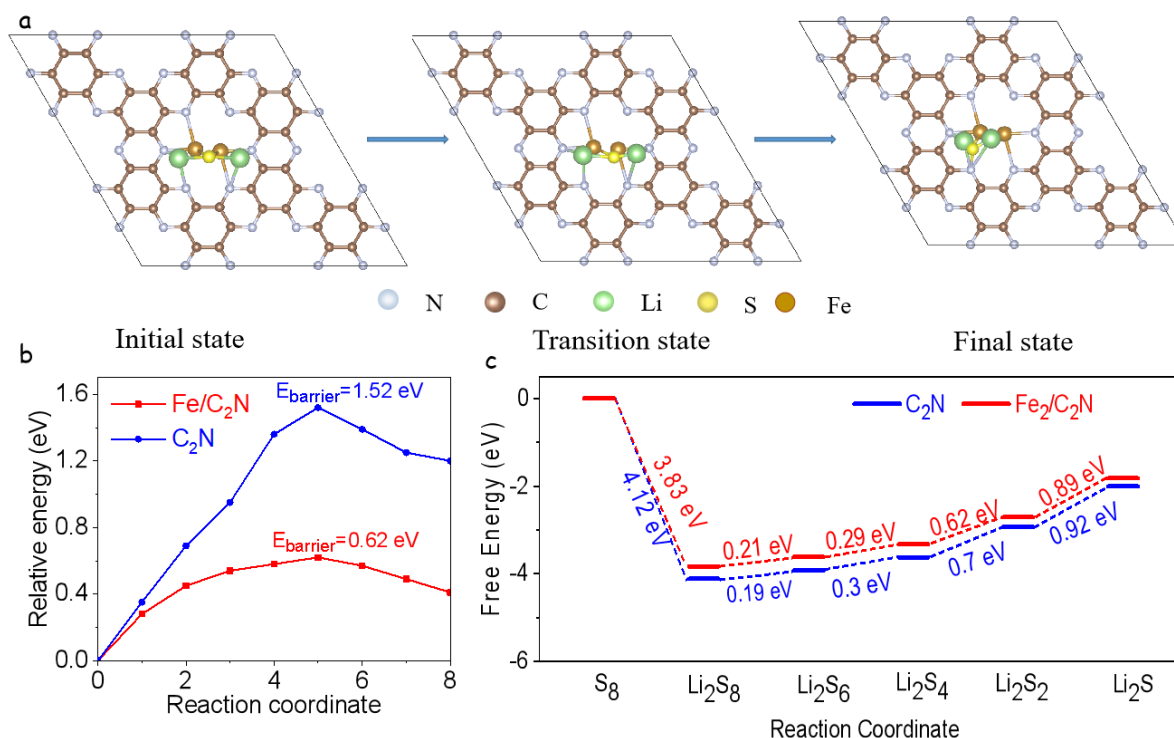 a
N C Li S Fe
Initial state Transition state Final state
b
E_barrier=1.52 eV
Fe/C₂N
C₂N
E_barrier=0.62 eV
Relative energy (eV)
1.6
1.2
0.8
0.4
0.0
0 2 4 6 8
Reaction coordinate
c
C₂N Fe₂/C₂N
Free Energy (eV)
0
-2
-4
-6
3.83 eV
4.12 eV
0.21 eV
0.29 eV
0.62 eV
0.89 eV
0.19 eV
0.3 eV
0.7 eV
0.92 eV
S₈ Li₂S₈ Li₂S₆ Li₂S₄ Li₂S₂ Li₂S
Reaction Coordinate